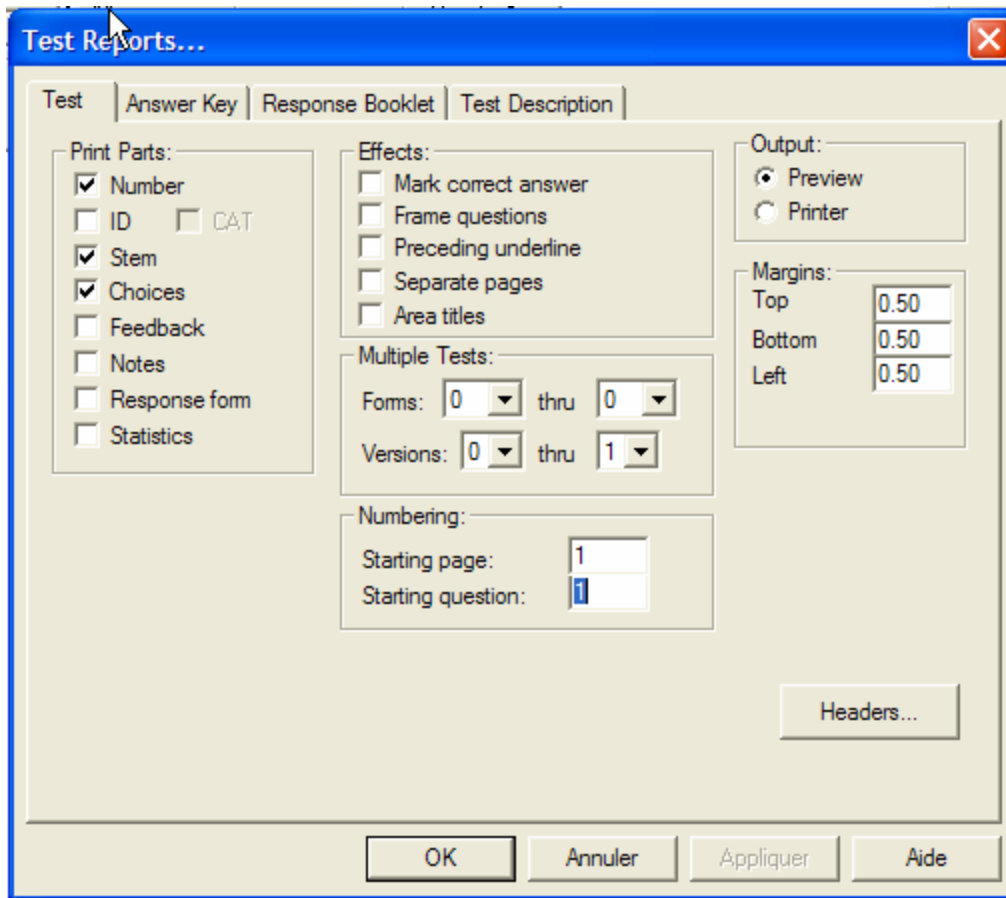 Test Reports...
Test
Answer Key
Response Booklet
Test Description
Print Parts:
Number
ID
CAT
Stem
Choices
Feedback
Notes
Response form
Statistics
Effects:
Mark correct answer
Frame questions
Preceding underline
Separate pages
Area titles
Multiple Tests:
Forms: 0 thru 0
Versions: 0 thru 1
Numbering:
Starting page: 1
Starting question: 1
Output:
Preview
Printer
Margins:
Top 0.50
Bottom 0.50
Left 0.50
Headers...
OK
Annuler
Appliquer
Aide